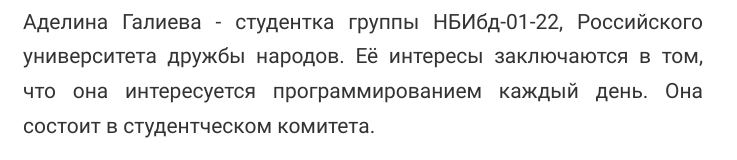 Аделина Галиева - студентка группы НБИбд-01-22, Российского
университета дружбы народов. Её интересы заключаются в том,
что она интересуется программированием каждый день. Она
состоит в студентческом комитета.